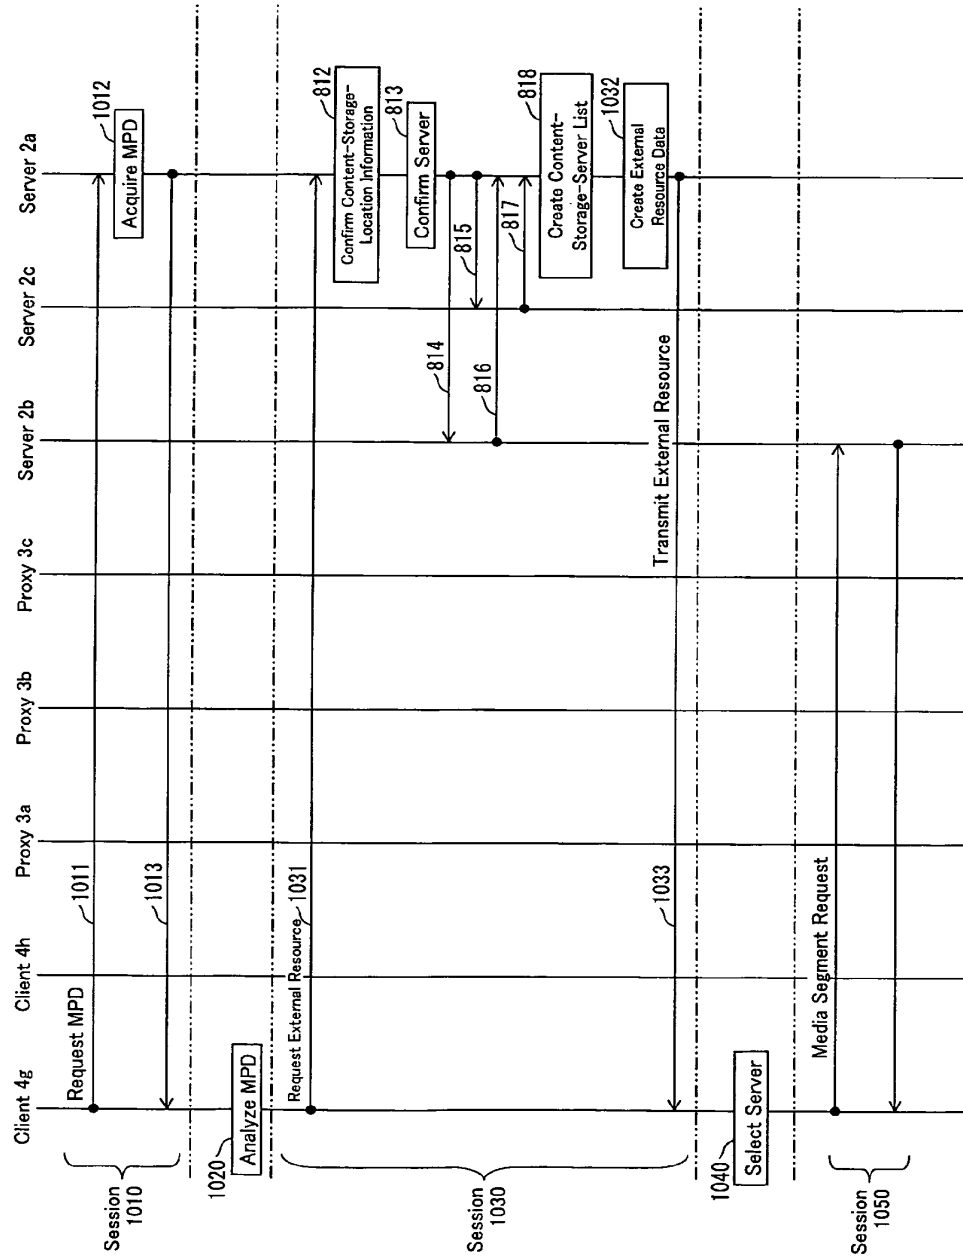 Client 4g
Client 4h
Proxy 3a
Proxy 3b
Proxy 3c
Server 2b
Server 2c
Server 2a
Session
1010
Request MPD
1011
1012
Acquire MPD
1013
1020
Analyze MPD
Session
1030
Request External Resource
1031
812
Confirm Content-Storage-
Location Information
813
Confirm Server
814
815
816
817
818
Create Content-
Storage-Server List
1032
Create External
Resource Data
Transmit External Resource
1033
1040
Select Server
Session
1050
Media Segment Request